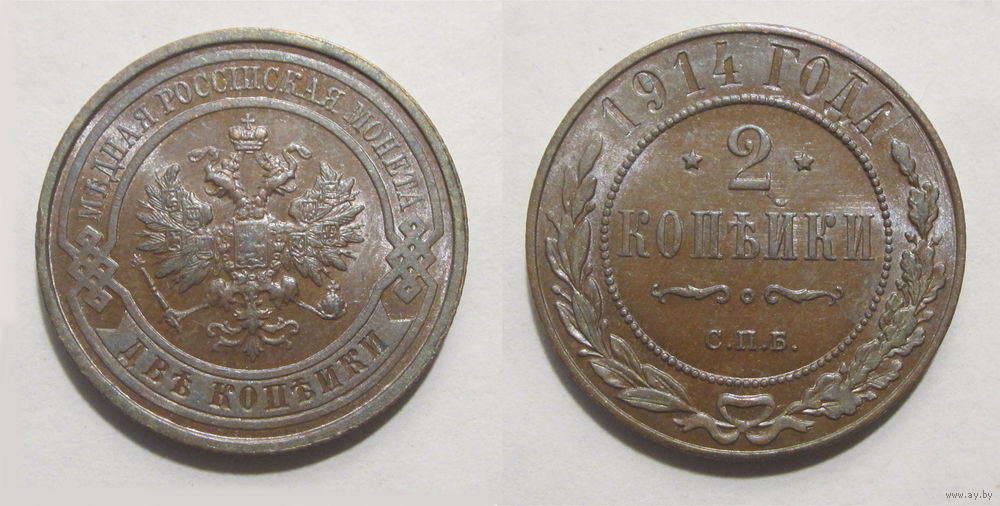 МѢДНАЯ РОССІЙСКАЯ МОНЕТА
ДВѢ КОПѢЙКИ
1914 ГОДА
2
КОПѢЙКИ
С.П.Б.
www.ay.by